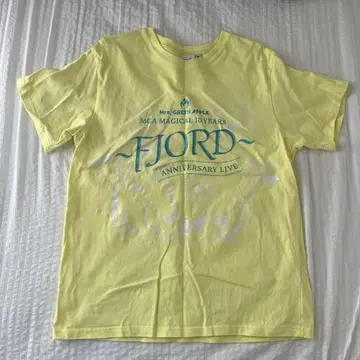 MRS. GREEN APPLE
MGA MAGICAL 10 YEARS
~FJORD~
ANNIVERSARY LIVE